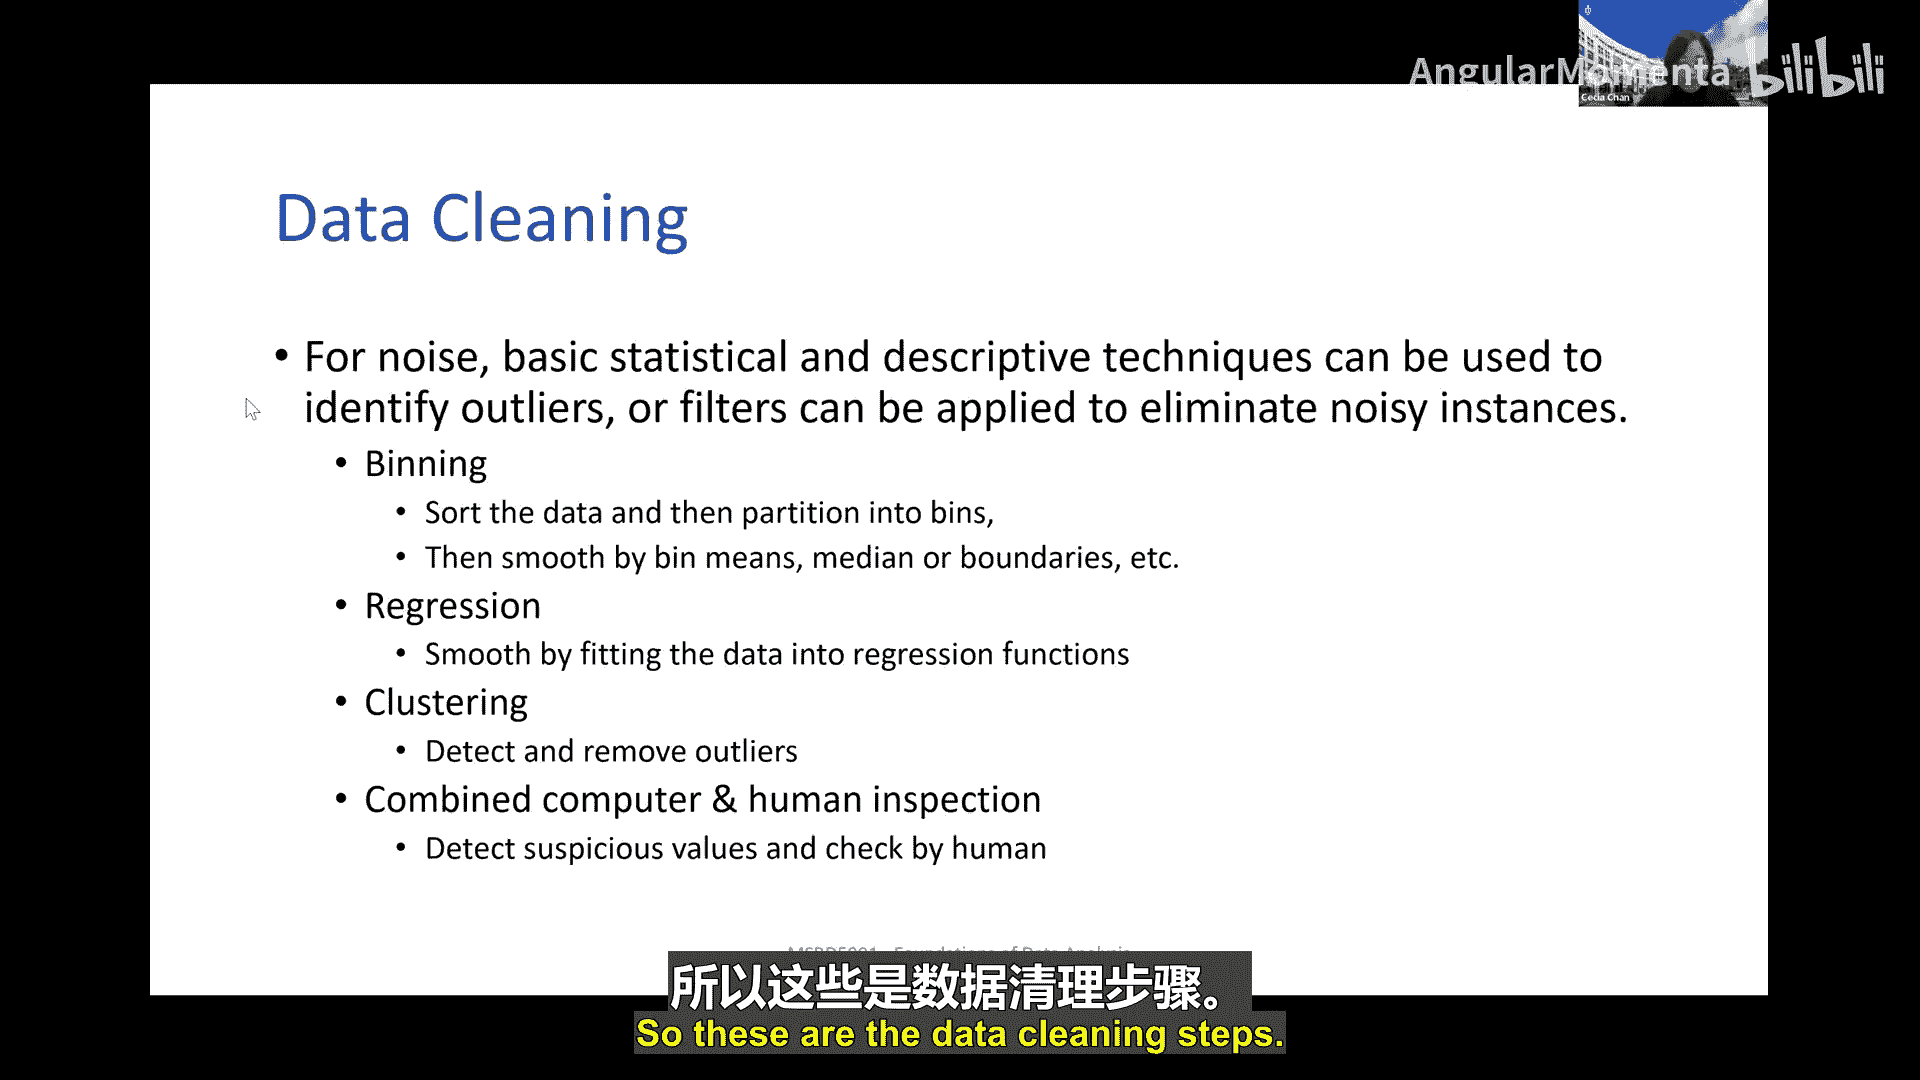 AngularMomenta bilibili
Cecia Chan
Data Cleaning
• For noise, basic statistical and descriptive techniques can be used to
identify outliers, or filters can be applied to eliminate noisy instances.
• Binning
• Sort the data and then partition into bins,
• Then smooth by bin means, median or boundaries, etc.
• Regression
• Smooth by fitting the data into regression functions
• Clustering
• Detect and remove outliers
• Combined computer & human inspection
• Detect suspicious values and check by human
所以这些是数据清理步骤。
So these are the data cleaning steps.